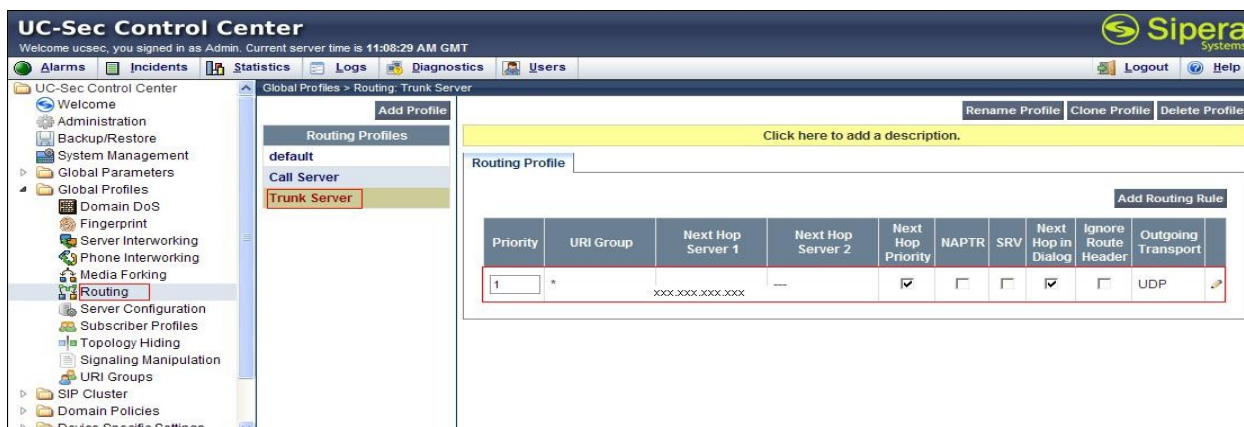 UC-Sec Control Center
Welcome ucsec, you signed in as Admin. Current server time is 11:08:29 AM GMT
Sipera
Systems
Alarms Incidents Statistics Logs Diagnostics Users Logout Help
UC-Sec Control Center
Welcome
Administration
Backup/Restore
System Management
Global Parameters
Global Profiles
Domain DoS
Fingerprint
Server Interworking
Phone Interworking
Media Forking
Routing
Server Configuration
Subscriber Profiles
Topology Hiding
Signaling Manipulation
URI Groups
SIP Cluster
Domain Policies
Device Specific Settings
Global Profiles > Routing: Trunk Server
Add Profile
Routing Profiles
default
Call Server
Trunk Server
Rename Profile Clone Profile Delete Profile
Click here to add a description.
Routing Profile
Add Routing Rule
Priority URI Group Next Hop Server 1 Next Hop Server 2 Next Hop Priority NAPTR SRV Next Hop in Dialog Ignore Route Header Outgoing Transport
1 * xxx.xxx.xxx.xxx --- UDP